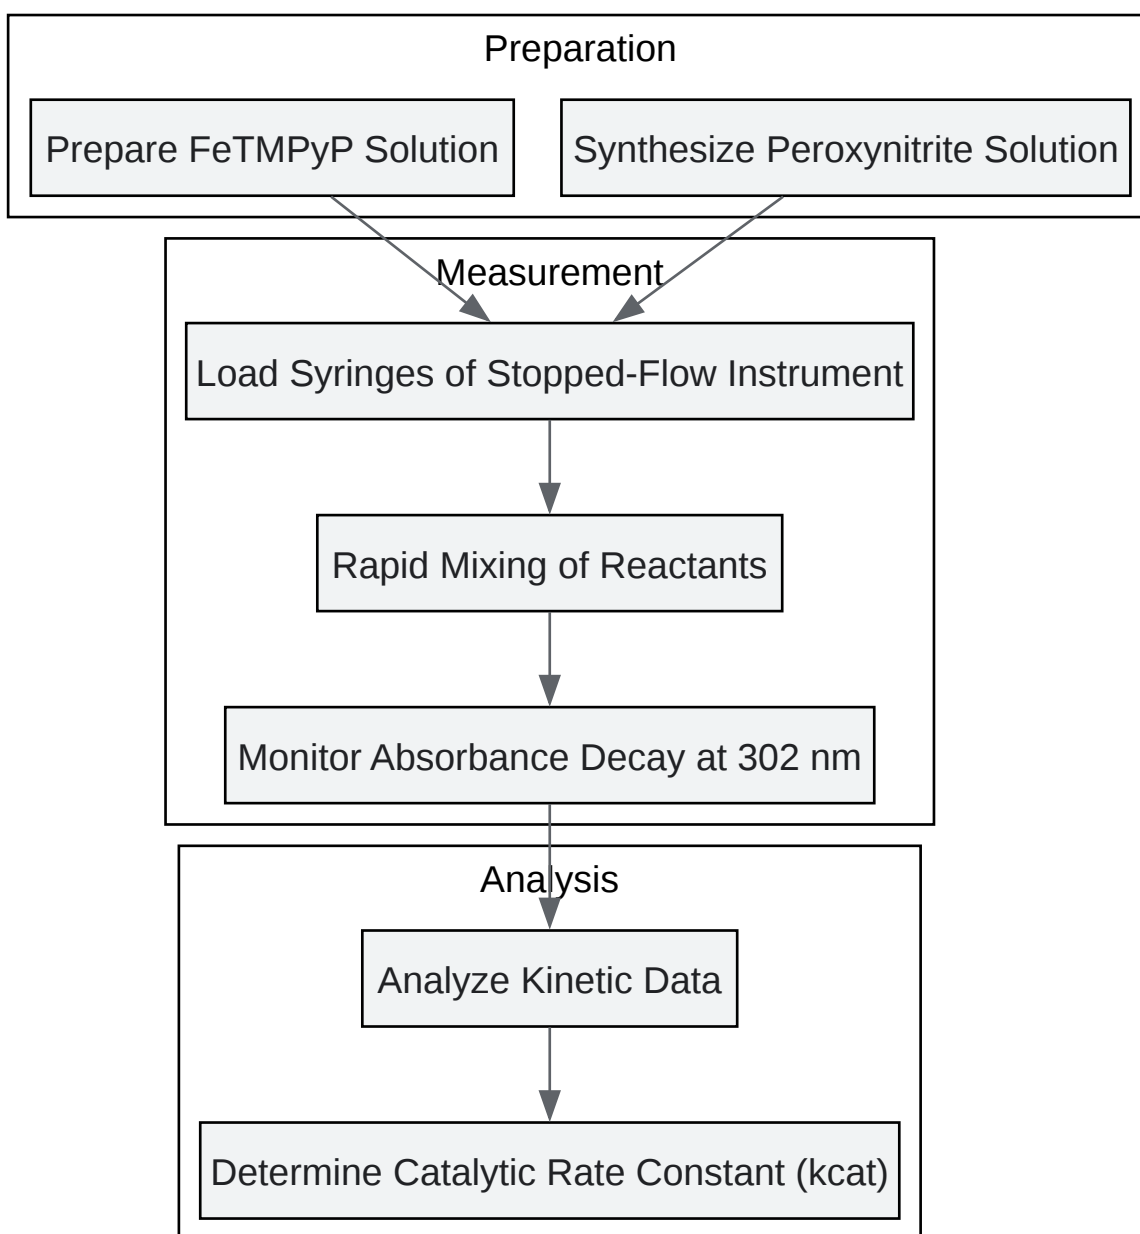 Preparation
Prepare FeTMPyP Solution
Synthesize Peroxynitrite Solution
Measurement
Load Syringes of Stopped-Flow Instrument
Rapid Mixing of Reactants
Monitor Absorbance Decay at 302 nm
Analysis
Analyze Kinetic Data
Determine Catalytic Rate Constant (kcat)